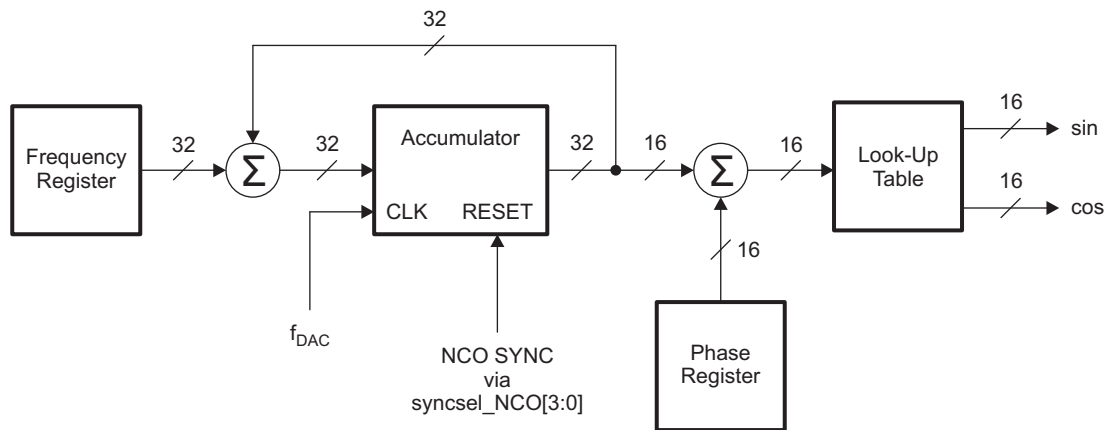 32
Frequency
Register
32
Σ
32
Accumulator
CLK
RESET
32
16
Σ
16
Look-Up
Table
16
sin
16
cos
16
f_DAC
NCO SYNC
via
syncsel_NCO[3:0]
Phase
Register